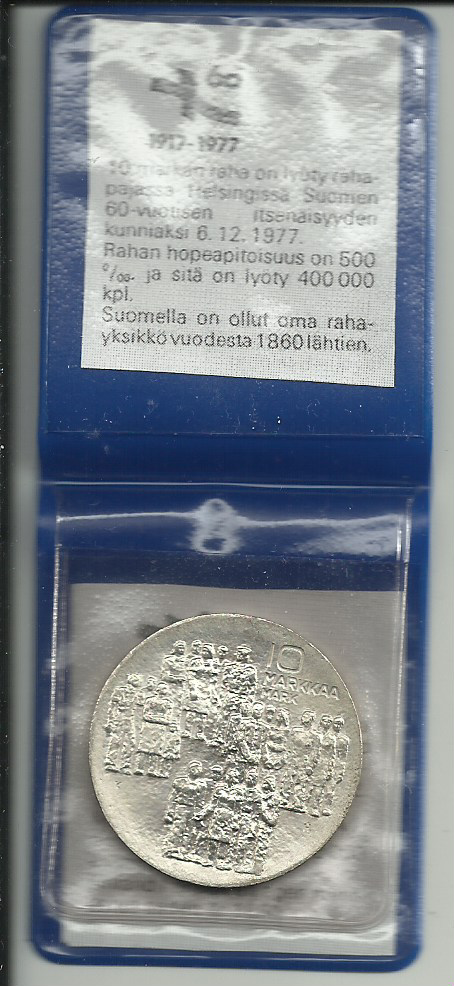 60
1917-1977
10 markan raha on lyöty raha-
pajassa Helsingissä Suomen
60-vuotisen itsenäisyyden
kunniaksi 6. 12. 1977.
Rahan hopeapitoisuus on 500
º/₀₀. ja sitä on lyöty 400 000
kpl.
Suomella on ollut oma raha-
yksikkö vuodesta 1860 lähtien.
10
MARKKAA
MARK